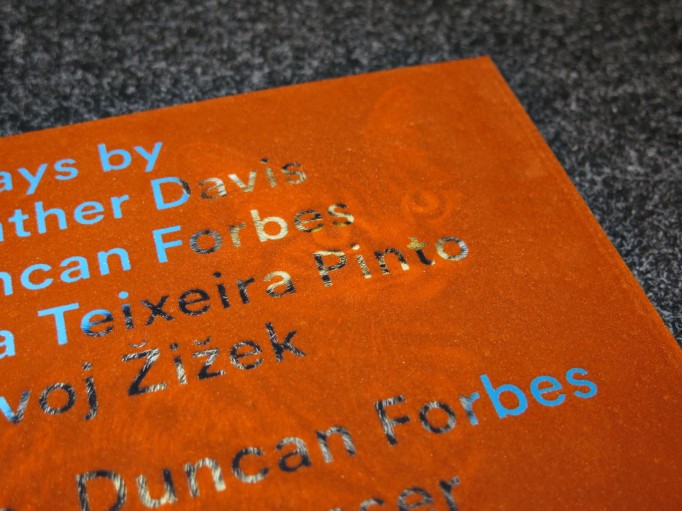 ays by
ther Davis
ncan Forbes
a Teixeira Pinto
voj Žižek
Duncan Forbes